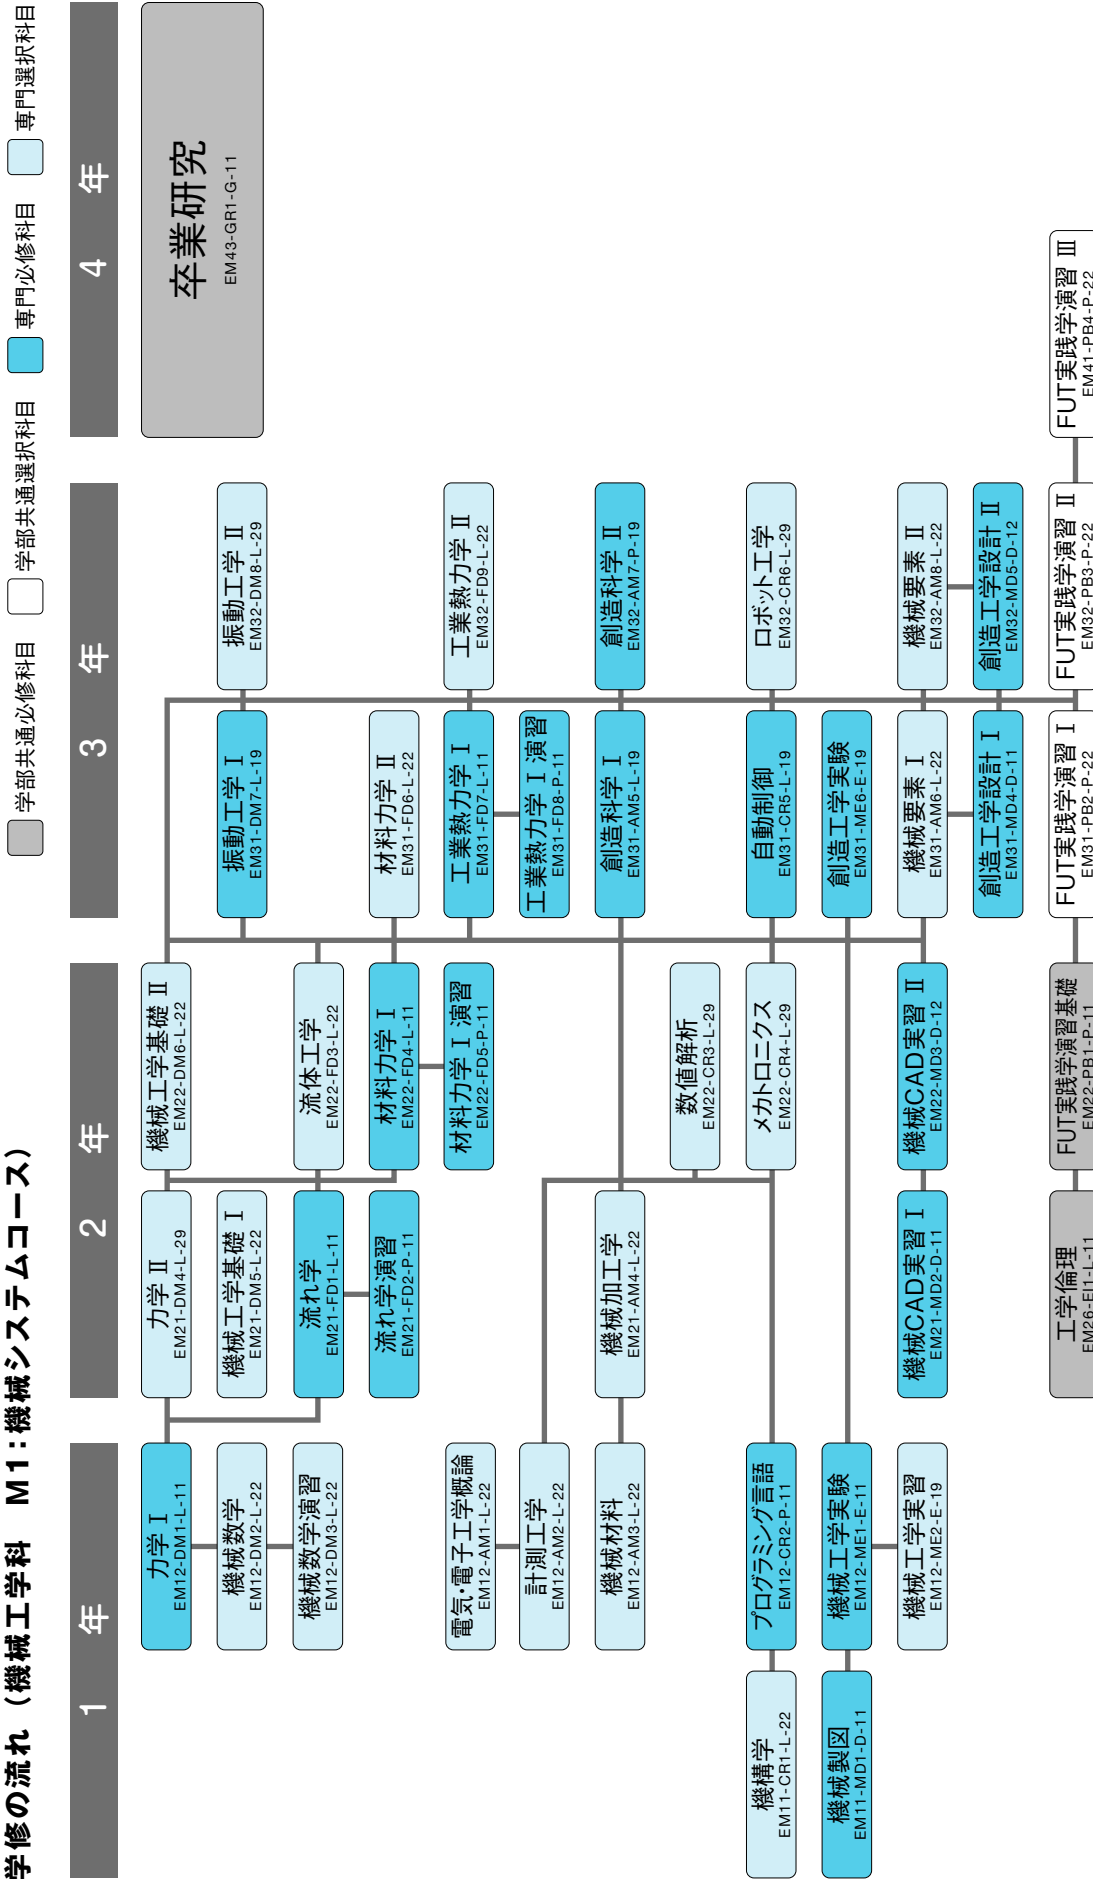 学修の流れ（機械工学科　M1：機械システムコース）
学部共通必修科目
学部共通選択科目
専門必修科目
専門選択科目
1 年
2 年
3 年
4 年
力学 Ⅰ
EM12-DM1-L-11
機械数学
EM12-DM2-L-22
機械数学演習
EM12-DM3-L-22
電気・電子工学概論
EM12-AM1-L-22
計測工学
EM12-AM2-L-22
機械材料
EM12-AM3-L-22
機構学
EM11-CR1-L-22
プログラミング言語
EM12-CR2-P-11
機械製図
EM11-MD1-D-11
機械工学実験
EM12-ME1-E-11
機械工学実習
EM12-ME2-E-19
力学 Ⅱ
EM21-DM4-L-29
機械工学基礎 Ⅰ
EM21-DM5-L-22
流れ学
EM21-FD1-L-11
流れ学演習
EM21-FD2-P-11
機械加工学
EM21-AM4-L-22
機械CAD実習 Ⅰ
EM21-MD2-D-11
工学倫理
EM26-EI1-L-11
機械工学基礎 Ⅱ
EM22-DM6-L-22
流体工学
EM22-FD3-L-22
材料力学 Ⅰ
EM22-FD4-L-11
材料力学 Ⅰ 演習
EM22-FD5-P-11
数値解析
EM22-CR3-L-29
メカトロニクス
EM22-CR4-L-29
機械CAD実習 Ⅱ
EM22-MD3-D-12
FUT実践学演習基礎
EM22-PB1-P-11
振動工学 Ⅰ
EM31-DM7-L-19
材料力学 Ⅱ
EM31-FD6-L-22
工業熱力学 Ⅰ
EM31-FD7-L-11
工業熱力学 Ⅰ 演習
EM31-FD8-P-11
創造科学 Ⅰ
EM31-AM5-L-19
自動制御
EM31-CR5-L-19
創造工学実験
EM31-ME6-E-19
機械要素 Ⅰ
EM31-AM6-L-22
創造工学設計 Ⅰ
EM31-MD4-D-11
FUT実践学演習 Ⅰ
EM31-PB2-P-22
振動工学 Ⅱ
EM32-DM8-L-29
工業熱力学 Ⅱ
EM32-FD9-L-22
創造科学 Ⅱ
EM32-AM7-P-19
ロボット工学
EM32-CR6-L-29
機械要素 Ⅱ
EM32-AM8-L-22
創造工学設計 Ⅱ
EM32-MD5-D-12
FUT実践学演習 Ⅱ
EM32-PB3-P-22
卒業研究
EM43-GR1-G-11
FUT実践学演習 Ⅲ
EM41-PB4-P-22